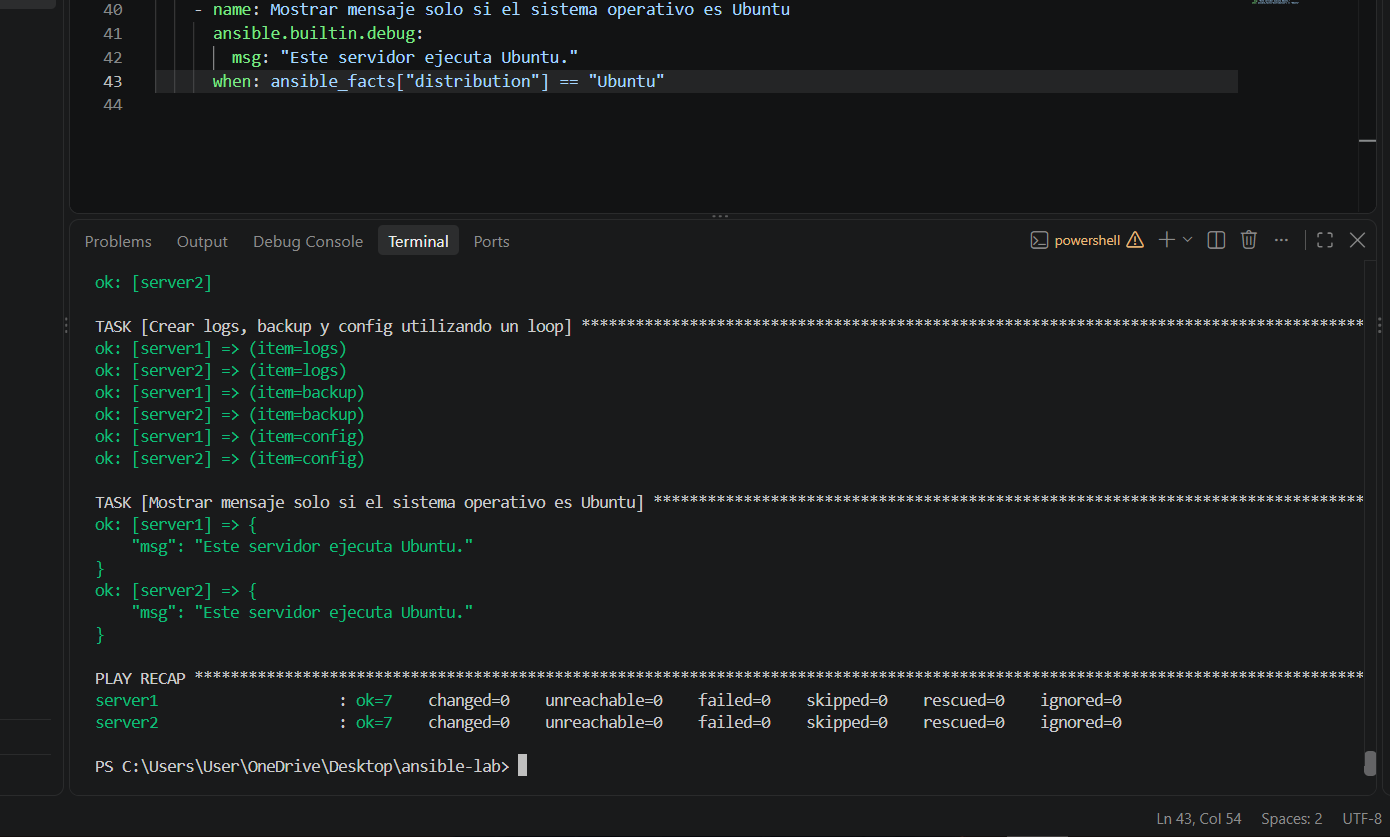 40 - name: Mostrar mensaje solo si el sistema operativo es Ubuntu
41 ansible.builtin.debug:
42 msg: "Este servidor ejecuta Ubuntu."
43 when: ansible_facts["distribution"] == "Ubuntu"
44
Problems Output Debug Console Terminal Ports powershell
ok: [server2]
TASK [Crear logs, backup y config utilizando un loop] ***************************************************************************************
ok: [server1] => (item=logs)
ok: [server2] => (item=logs)
ok: [server1] => (item=backup)
ok: [server2] => (item=backup)
ok: [server1] => (item=config)
ok: [server2] => (item=config)
TASK [Mostrar mensaje solo si el sistema operativo es Ubuntu] *******************************************************************************
ok: [server1] => {
"msg": "Este servidor ejecuta Ubuntu."
}
ok: [server2] => {
"msg": "Este servidor ejecuta Ubuntu."
}
PLAY RECAP **********************************************************************************************************************************
server1 : ok=7 changed=0 unreachable=0 failed=0 skipped=0 rescued=0 ignored=0
server2 : ok=7 changed=0 unreachable=0 failed=0 skipped=0 rescued=0 ignored=0
PS C:\Users\User\OneDrive\Desktop\ansible-lab>
Ln 43, Col 54 Spaces: 2 UTF-8